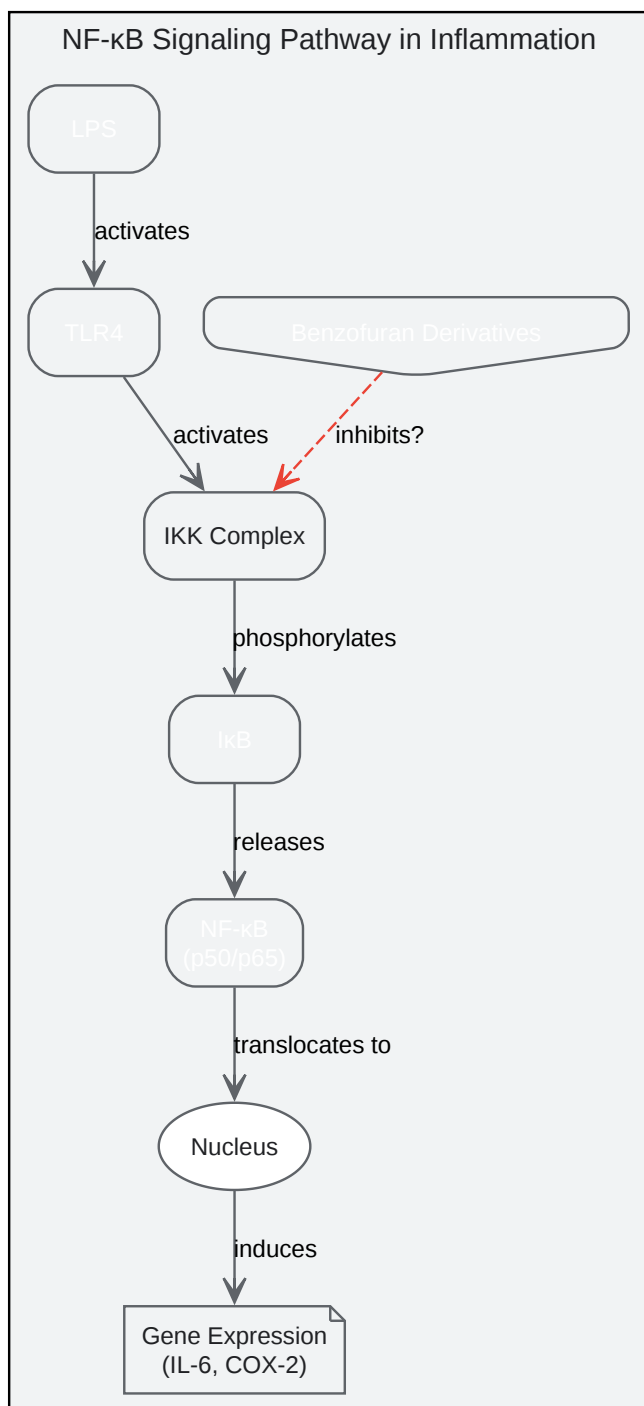 NF-κB Signaling Pathway in Inflammation
LPS
activates
TLR4
Benzofuran Derivatives
activates
inhibits?
IKK Complex
phosphorylates
IκB
releases
NF-κB
(p50/p65)
translocates to
Nucleus
induces
Gene Expression
(IL-6, COX-2)